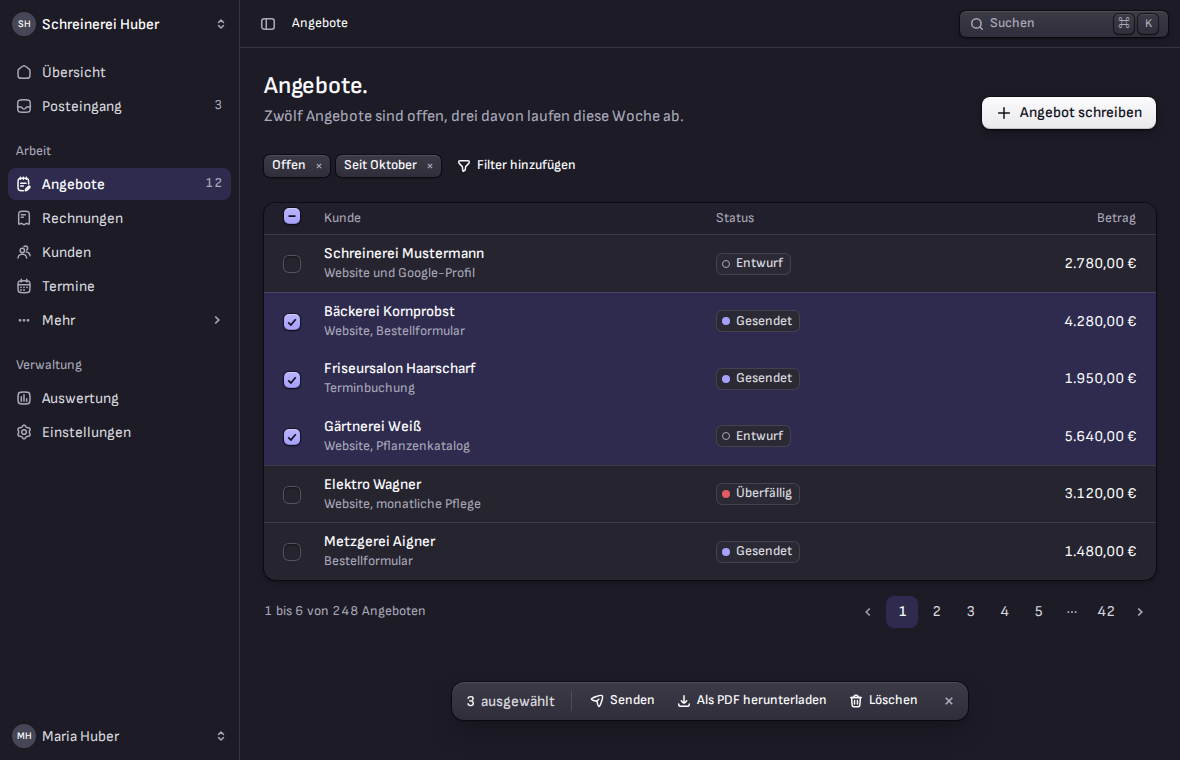 SH Schreinerei Huber
Angebote
Suchen ⌘ K
Übersicht
Posteingang 3
Arbeit
Angebote 12
Rechnungen
Kunden
Termine
Mehr
Verwaltung
Auswertung
Einstellungen
MH Maria Huber
Angebote.
Zwölf Angebote sind offen, drei davon laufen diese Woche ab.
Angebot schreiben
Offen × Seit Oktober × Filter hinzufügen
Kunde Status Betrag
Schreinerei Mustermann
Website und Google-Profil
Entwurf 2.780,00 €
Bäckerei Kornprobst
Website, Bestellformular
Gesendet 4.280,00 €
Friseursalon Haarscharf
Terminbuchung
Gesendet 1.950,00 €
Gärtnerei Weiß
Website, Pflanzenkatalog
Entwurf 5.640,00 €
Elektro Wagner
Website, monatliche Pflege
Überfällig 3.120,00 €
Metzgerei Aigner
Bestellformular
Gesendet 1.480,00 €
1 bis 6 von 248 Angeboten
1 2 3 4 5 ··· 42
3 ausgewählt Senden Als PDF herunterladen Löschen ×